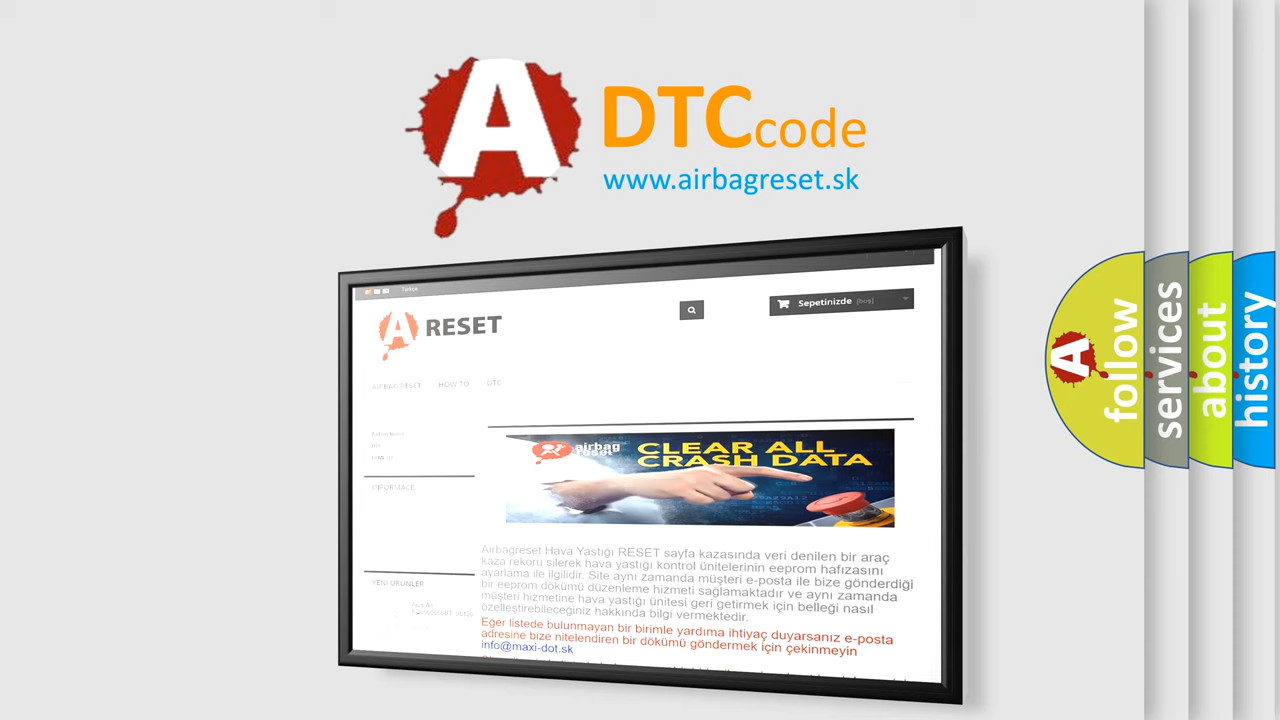 A
DTCcode
www.airbagreset.sk
Türkçe
A RESET
Sepetinizde [boş]
AIRBAG RESET HOW TO DTC
INFORMACE
airbag
reset
CLEAR ALL
CRASH DATA
Airbagreset Hava Yastığı RESET sayfa kazasında veri denilen bir araç
kaza rekoru silerek hava yastığı kontrol ünitelerinin eeprom hafızasını
ayarlama ile ilgilidir. Site aynı zamanda müşteri e-posta ile bize gönderdiği
bir eeprom dökümü düzenleme hizmeti sağlamaktadır ve aynı zamanda
müşteri hizmetine hava yastığı ünitesi geri getirmek için belleği nasıl
özelleştirebileceğiniz hakkında bilgi vermektedir.
Eğer listede bulunmayan bir birimle yardıma ihtiyaç duyarsanız e-posta
adresine bize nitelendiren bir dökümü göndermek için çekinmeyin
info@maxi-dot.sk
YENI ÜRÜNLER
A
follow
services
about
history